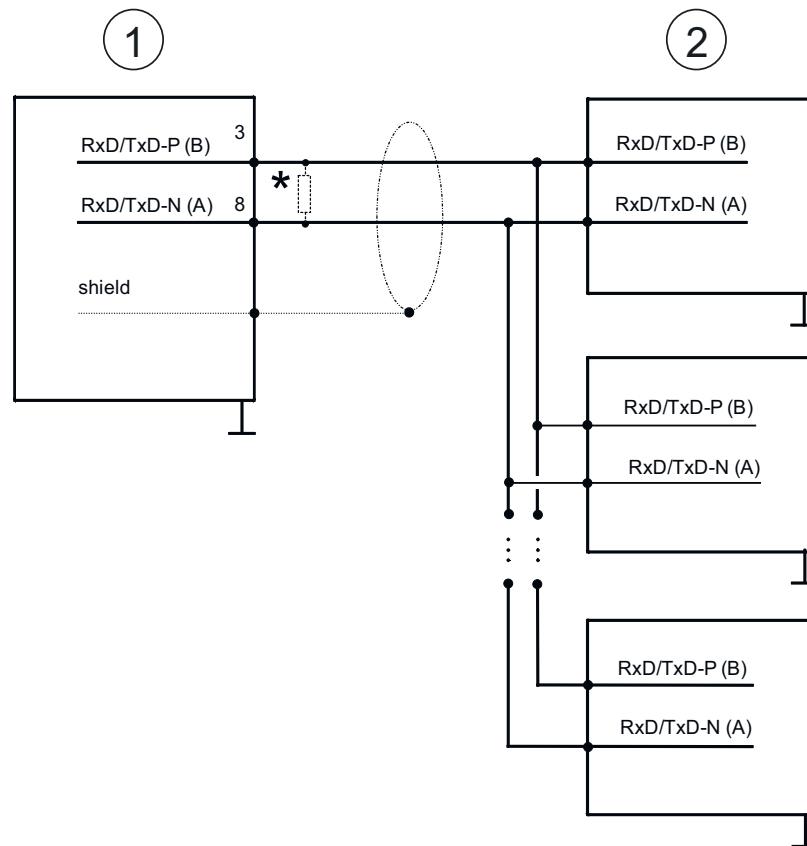 1
2
RxD/TxD-P (B) 3
RxD/TxD-N (A) 8
*
shield
RxD/TxD-P (B)
RxD/TxD-N (A)
RxD/TxD-P (B)
RxD/TxD-N (A)
RxD/TxD-P (B)
RxD/TxD-N (A)